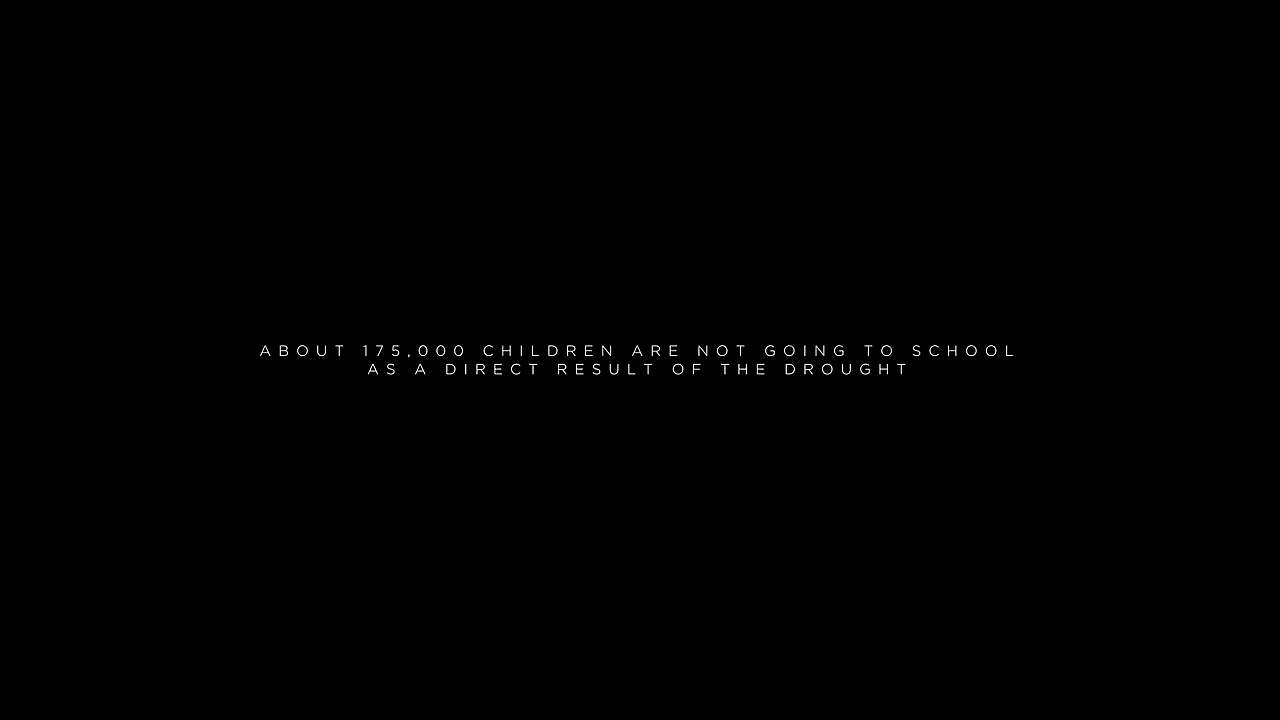 ABOUT 175,000 CHILDREN ARE NOT GOING TO SCHOOL
AS A DIRECT RESULT OF THE DROUGHT